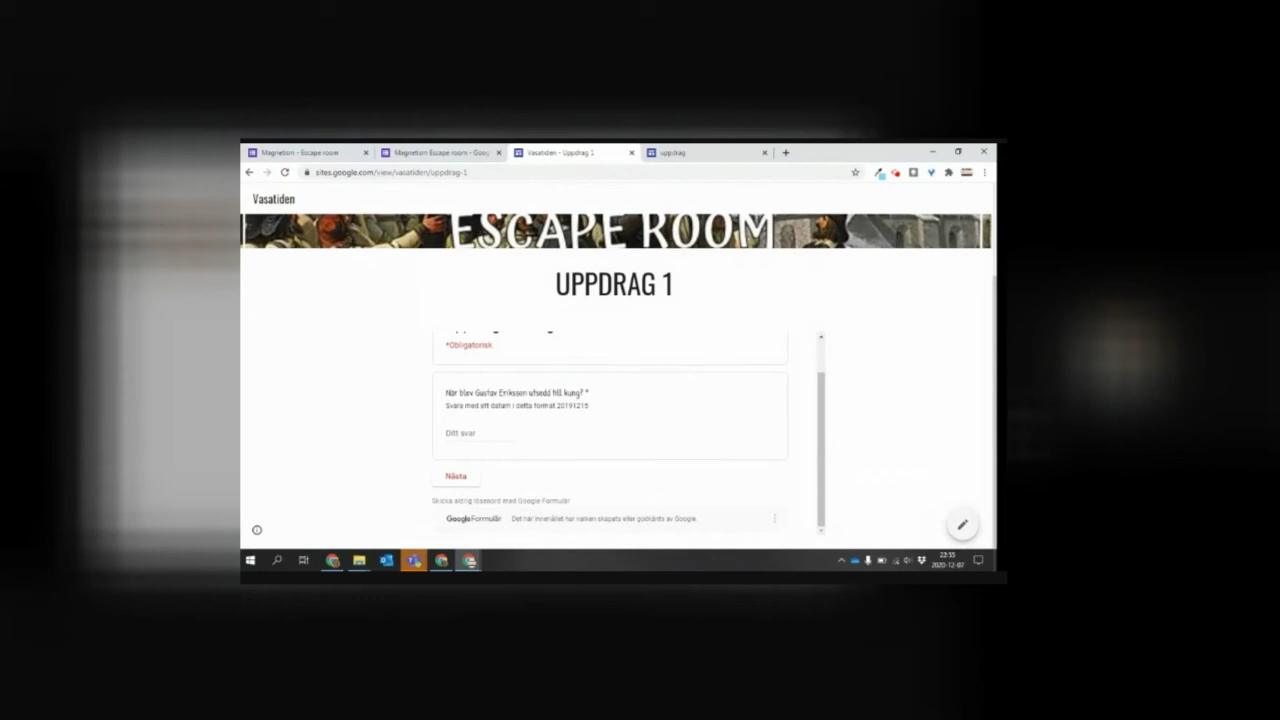 Magnetism - Escape room
Magnetism Escape room - Goog
Vasatiden - Uppdrag 1
uppdrag
sites.google.com/view/vasatiden/uppdrag-1
Vasatiden
ESCAPE ROOM
UPPDRAG 1
*Obligatorisk
När blev Gustav Eriksson utsedd till kung? *
Svara med ett datum i detta format 20191215
Ditt svar
Nästa
Skicka aldrig lösenord med Google Formulär
Google Formulär Det här innehållet har varken skapats eller godkänts av Google.
22:55
2020-12-07